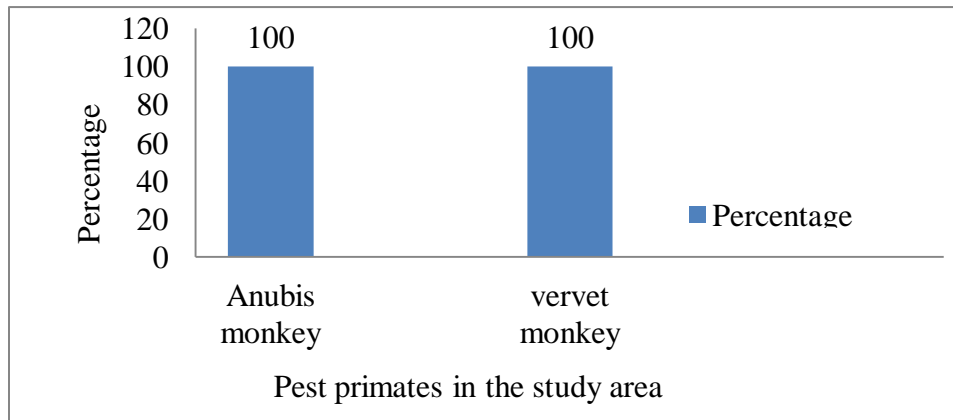 120
100
80
60
40
20
0
Percentage
100
100
Anubis
monkey
vervet
monkey
Percentage
Pest primates in the study area